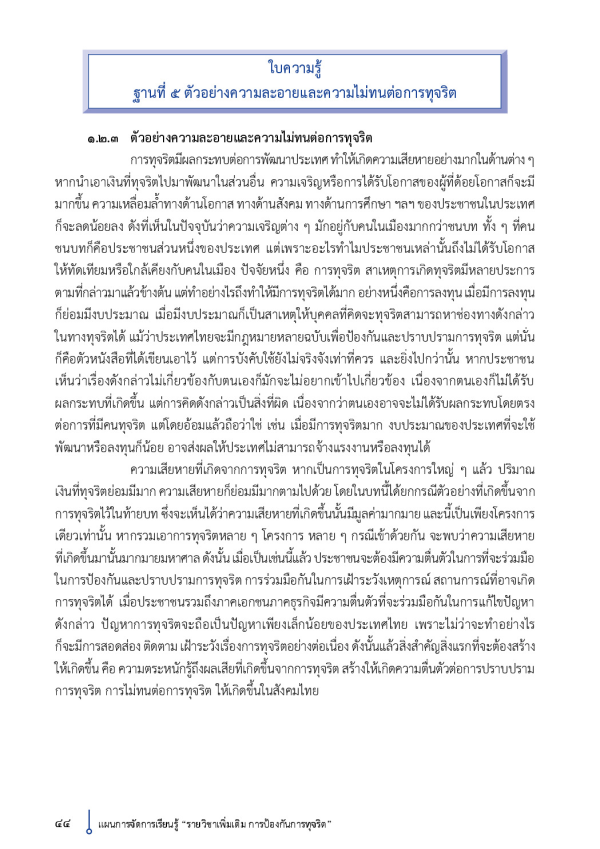 ใบความรู้
ฐานที่ ๕ ตัวอย่างความละอายและความไม่ทนต่อการทุจริต
๑.๒.๓ ตัวอย่างความละอายและความไม่ทนต่อการทุจริต
การทุจริตมีผลกระทบต่อการพัฒนาประเทศ ทำให้เกิดความเสียหายอย่างมากในด้านต่าง ๆ
หากนำเอาเงินที่ทุจริตไปมาพัฒนาในส่วนอื่น ความเจริญหรือการได้รับโอกาสของผู้ที่ด้อยโอกาสก็จะมี
มากขึ้น ความเหลื่อมล้ำทางด้านโอกาส ทางด้านสังคม ทางด้านการศึกษา ฯลฯ ของประชาชนในประเทศ
ก็จะลดน้อยลง ดังที่เห็นในปัจจุบันว่าความเจริญต่าง ๆ มักอยู่กับคนในเมืองมากกว่าชนบท ทั้ง ๆ ที่คน
ชนบทก็คือประชาชนส่วนหนึ่งของประเทศ แต่เพราะอะไรทำไมประชาชนเหล่านั้นถึงไม่ได้รับโอกาส
ให้ทัดเทียมหรือใกล้เคียงกับคนในเมือง ปัจจัยหนึ่ง คือ การทุจริต สาเหตุการเกิดทุจริตมีหลายประการ
ตามที่กล่าวมาแล้วข้างต้น แต่ทำอย่างไรถึงทำให้มีการทุจริตได้มาก อย่างหนึ่งคือการลงทุน เมื่อมีการลงทุน
ก็ย่อมมีงบประมาณ เมื่อมีงบประมาณก็เป็นสาเหตุให้บุคคลที่คิดจะทุจริตสามารถหาช่องทางดังกล่าว
ในทางทุจริตได้ แม้ว่าประเทศไทยจะมีกฎหมายหลายฉบับเพื่อป้องกันและปราบปรามการทุจริต แต่นั่น
ก็คือตัวหนังสือที่ได้เขียนเอาไว้ แต่การบังคับใช้ยังไม่จริงจังเท่าที่ควร และยิ่งไปกว่านั้น หากประชาชน
เห็นว่าเรื่องดังกล่าวไม่เกี่ยวข้องกับตนเองก็มักจะไม่อยากเข้าไปเกี่ยวข้อง เนื่องจากตนเองก็ไม่ได้รับ
ผลกระทบที่เกิดขึ้น แต่การคิดดังกล่าวเป็นสิ่งที่ผิด เนื่องจากว่าตนเองอาจจะไม่ได้รับผลกระทบโดยตรง
ต่อการที่มีคนทุจริต แต่โดยอ้อมแล้วถือว่าใช่ เช่น เมื่อมีการทุจริตมาก งบประมาณของประเทศที่จะใช้
พัฒนาหรือลงทุนก็น้อย อาจส่งผลให้ประเทศไม่สามารถจ้างแรงงานหรือลงทุนได้
ความเสียหายที่เกิดจากการทุจริต หากเป็นการทุจริตในโครงการใหญ่ ๆ แล้ว ปริมาณ
เงินที่ทุจริตย่อมมีมาก ความเสียหายก็ย่อมมีมากตามไปด้วย โดยในบทนี้ได้ยกกรณีตัวอย่างที่เกิดขึ้นจาก
การทุจริตไว้ในท้ายบท ซึ่งจะเห็นได้ว่าความเสียหายที่เกิดขึ้นนั้นมีมูลค่ามากมาย และนี้เป็นเพียงโครงการ
เดียวเท่านั้น หากรวมเอาการทุจริตหลาย ๆ โครงการ หลาย ๆ กรณีเข้าด้วยกัน จะพบว่าความเสียหาย
ที่เกิดขึ้นมานั้นมากมายมหาศาล ดังนั้น เมื่อเป็นเช่นนี้แล้ว ประชาชนจะต้องมีความตื่นตัวในการที่จะร่วมมือ
ในการป้องกันและปราบปรามการทุจริต การร่วมมือกันในการเฝ้าระวังเหตุการณ์ สถานการณ์ที่อาจเกิด
การทุจริตได้ เมื่อประชาชนรวมถึงภาคเอกชนภาคธุรกิจมีความตื่นตัวที่จะร่วมมือกันในการแก้ไขปัญหา
ดังกล่าว ปัญหาการทุจริตจะถือเป็นปัญหาเพียงเล็กน้อยของประเทศไทย เพราะไม่ว่าจะทำอย่างไร
ก็จะมีการสอดส่อง ติดตาม เฝ้าระวังเรื่องการทุจริตอย่างต่อเนื่อง ดังนั้นแล้วสิ่งสำคัญสิ่งแรกที่จะต้องสร้าง
ให้เกิดขึ้น คือ ความตระหนักรู้ถึงผลเสียที่เกิดขึ้นจากการทุจริต สร้างให้เกิดความตื่นตัวต่อการปราบปราม
การทุจริต การไม่ทนต่อการทุจริต ให้เกิดขึ้นในสังคมไทย
๔๔ แผนการจัดการเรียนรู้ “รายวิชาเพิ่มเติม การป้องกันการทุจริต”